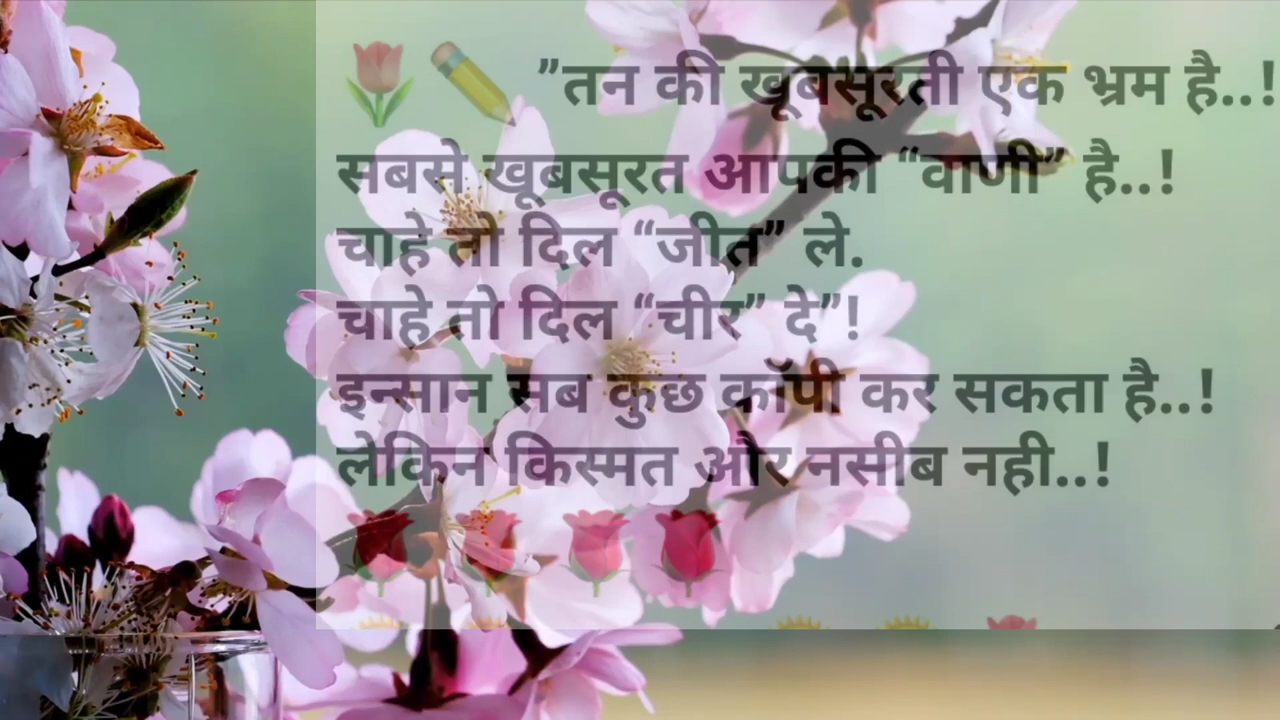 "तन की खूबसूरती एक भ्रम है..!
सबसे खूबसूरत आपकी “वाणी” है..!
चाहे तो दिल “जीत” ले.
चाहे तो दिल “चीर” दे”!
इन्सान सब कुछ कॉपी कर सकता है..!
लेकिन किस्मत और नसीब नही..!